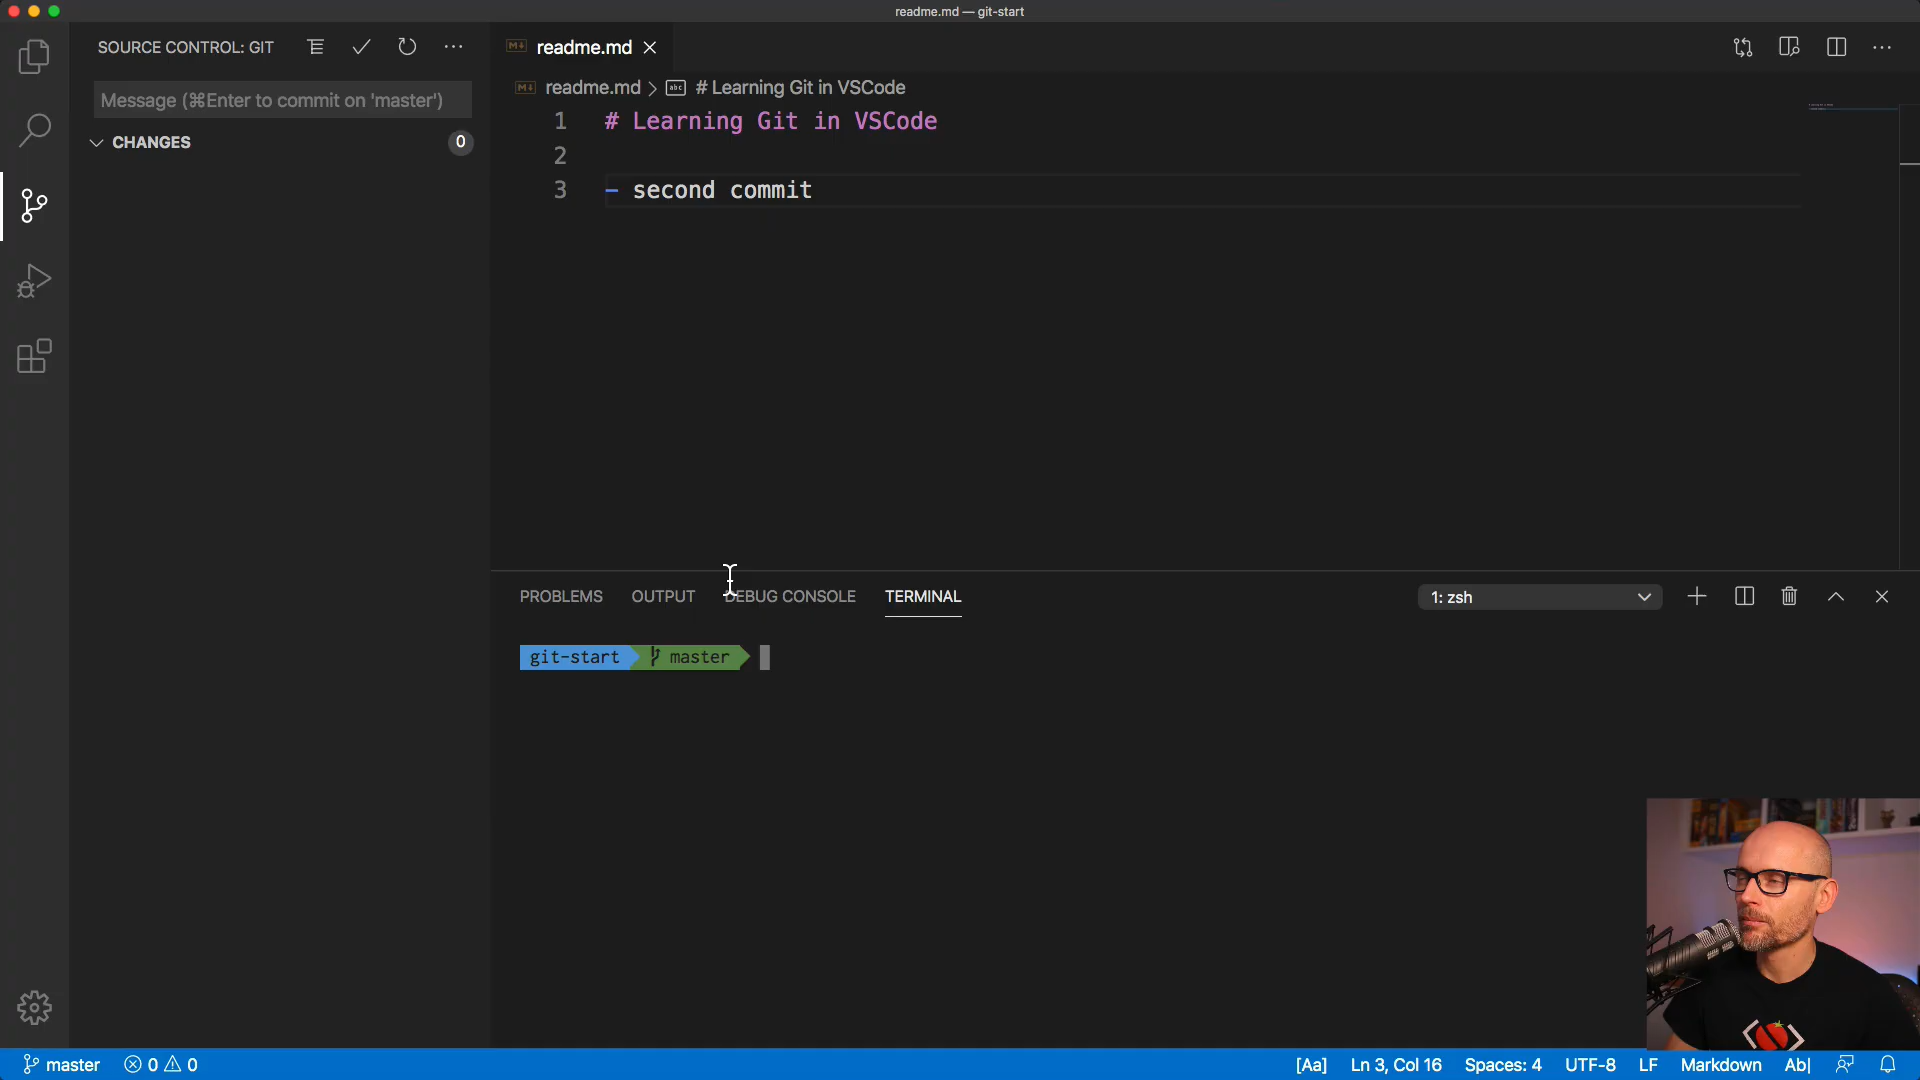 readme.md — git-start
SOURCE CONTROL: GIT
Message (⌘Enter to commit on 'master')
CHANGES
0
readme.md
readme.md > # Learning Git in VSCode
1 # Learning Git in VSCode
2
3 - second commit
PROBLEMS OUTPUT DEBUG CONSOLE TERMINAL
1: zsh
git-start master
master 0 0
[Aa] Ln 3, Col 16 Spaces: 4 UTF-8 LF Markdown Ab|